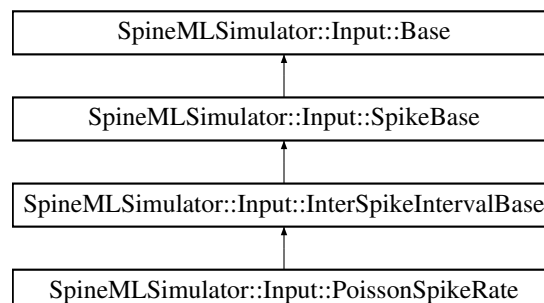 SpineMLSimulator::Input::Base
SpineMLSimulator::Input::SpikeBase
SpineMLSimulator::Input::InterSpikeIntervalBase
SpineMLSimulator::Input::PoissonSpikeRate